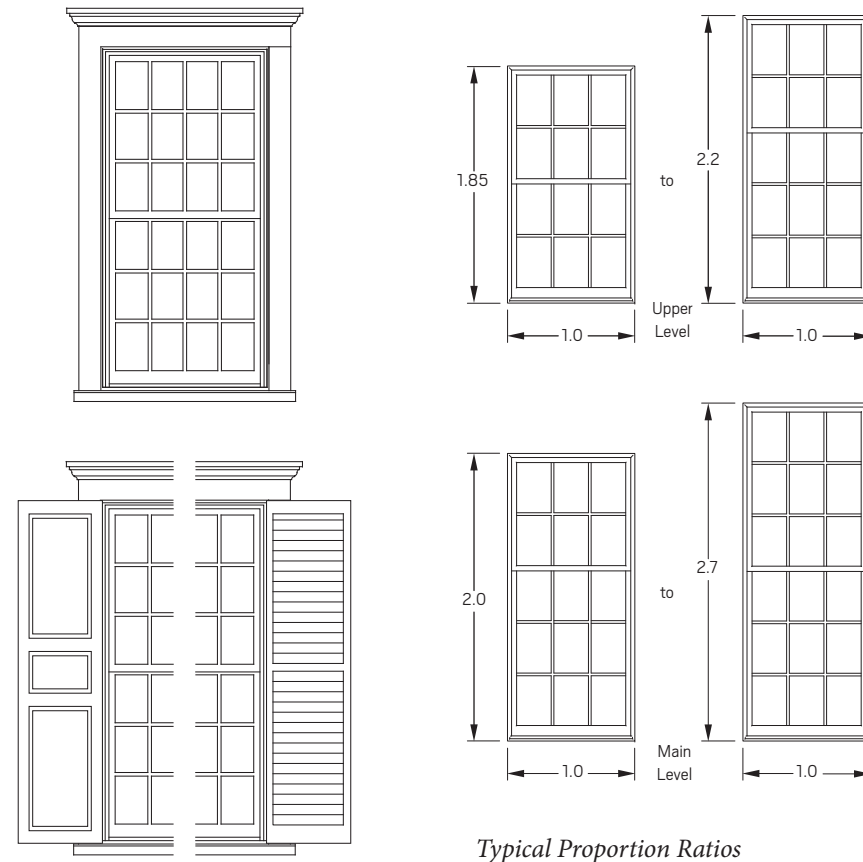 1.85
to
2.2
Upper
Level
1.0
1.0
2.0
to
2.7
Main
Level
1.0
1.0
Typical Proportion Ratios